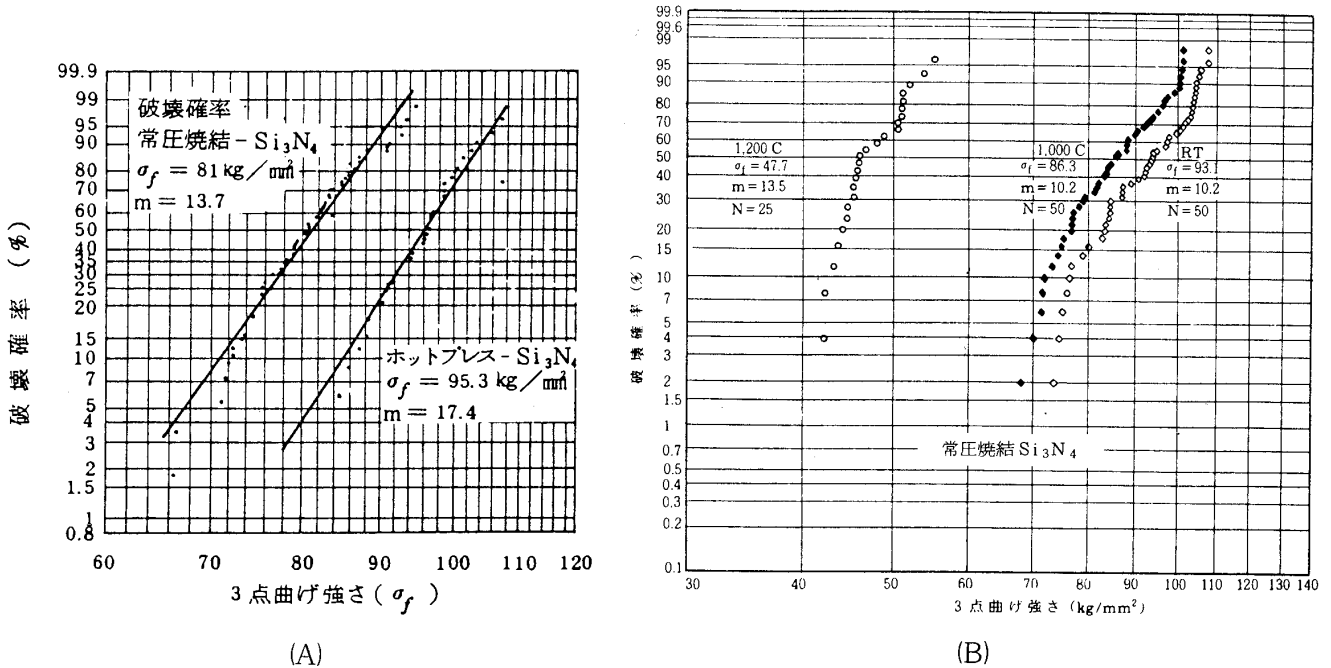 99.9
99
95
90
80
70
60
50
40
35
30
25
20
15
10
7
5
4
3
2
1.5
1
0.8
破壊確率 (%)
破壊確率
常圧焼結-Si₃N₄
σf = 81 kg/mm²
m = 13.7
ホットプレス-Si₃N₄
σf = 95.3 kg/mm²
m = 17.4
60 70 80 90 100 110 120
3点曲げ強さ(σf)
(A)
99.9
99.6
99
95
90
80
70
60
50
40
30
20
15
10
7
5
4
3
2
1.5
1
0.7
0.5
0.4
0.3
0.2
0.1
破壊確率(%)
1,200 C
σf = 47.7
m = 13.5
N = 25
1,000 C
σf = 86.3
m = 10.2
N = 50
RT
σf = 93.1
m = 10.2
N = 50
常圧焼結Si₃N₄
30 40 50 60 70 80 90 100 110 120 130 140
3点曲げ強さ(kg/mm²)
(B)